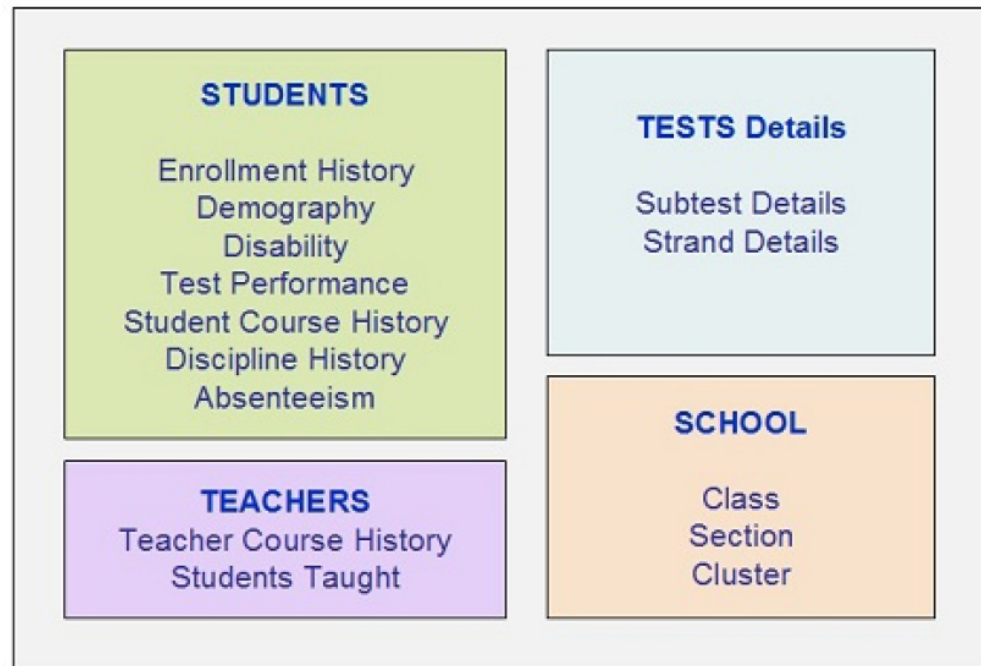 STUDENTS
Enrollment History
Demography
Disability
Test Performance
Student Course History
Discipline History
Absenteeism
TEACHERS
Teacher Course History
Students Taught
TESTS Details
Subtest Details
Strand Details
SCHOOL
Class
Section
Cluster